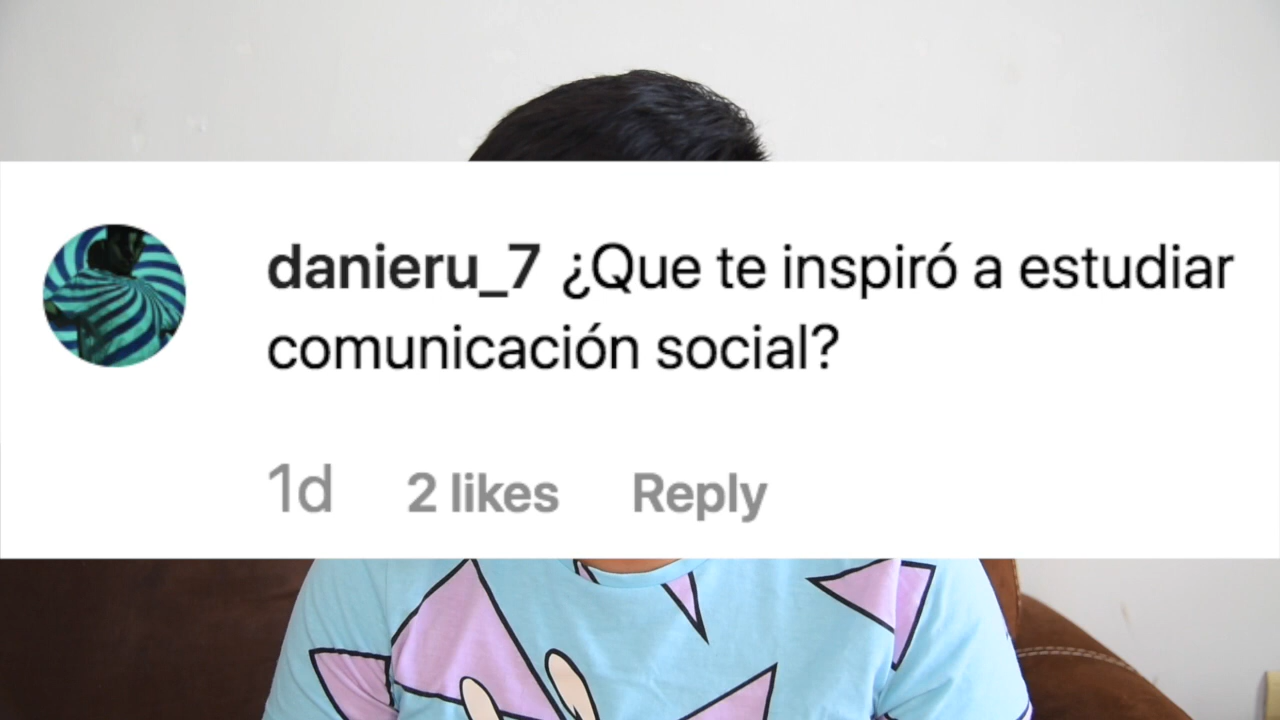 danieru_7 ¿Que te inspiró a estudiar
comunicación social?
1d 2 likes Reply